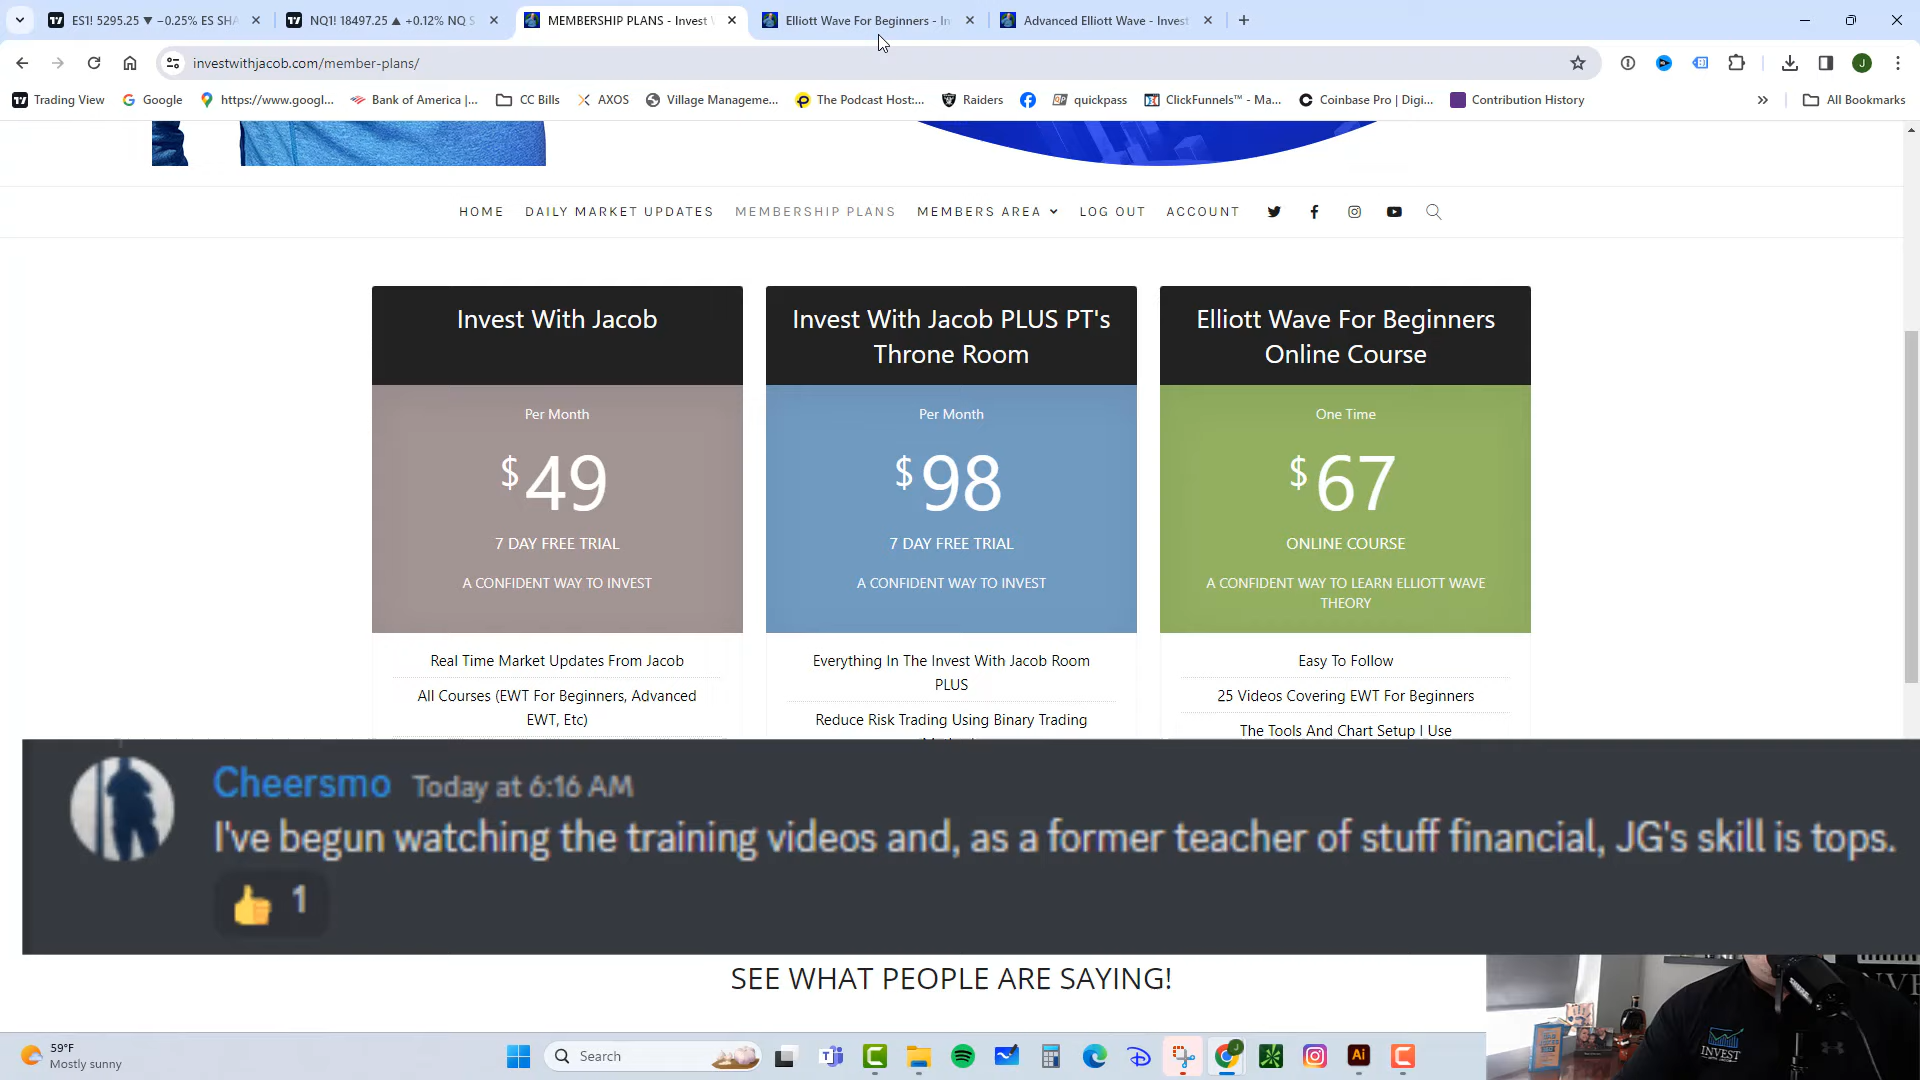 ES1! 5295.25 ▼ −0.25% ES SHA
NQ1! 18497.25 ▲ +0.12% NQ S
MEMBERSHIP PLANS - Invest W
Elliott Wave For Beginners - In
Advanced Elliott Wave - Invest
investwithjacob.com/member-plans/
J
Trading View
Google
https://www.googl...
Bank of America |...
CC Bills
AXOS
Village Manageme...
The Podcast Host:...
Raiders
quickpass
ClickFunnels™ - Ma...
Coinbase Pro | Digi...
Contribution History
All Bookmarks
HOME
DAILY MARKET UPDATES
MEMBERSHIP PLANS
MEMBERS AREA
LOG OUT
ACCOUNT
Invest With Jacob
Per Month
$49
7 DAY FREE TRIAL
A CONFIDENT WAY TO INVEST
Real Time Market Updates From Jacob
All Courses (EWT For Beginners, Advanced
EWT, Etc)
Invest With Jacob PLUS PT's
Throne Room
Per Month
$98
7 DAY FREE TRIAL
A CONFIDENT WAY TO INVEST
Everything In The Invest With Jacob Room
PLUS
Reduce Risk Trading Using Binary Trading
Elliott Wave For Beginners
Online Course
One Time
$67
ONLINE COURSE
A CONFIDENT WAY TO LEARN ELLIOTT WAVE
THEORY
Easy To Follow
25 Videos Covering EWT For Beginners
The Tools And Chart Setup I Use
Cheersmo Today at 6:16 AM
I've begun watching the training videos and, as a former teacher of stuff financial, JG's skill is tops.
1
SEE WHAT PEOPLE ARE SAYING!
INVEST
59°F
Mostly sunny
Search